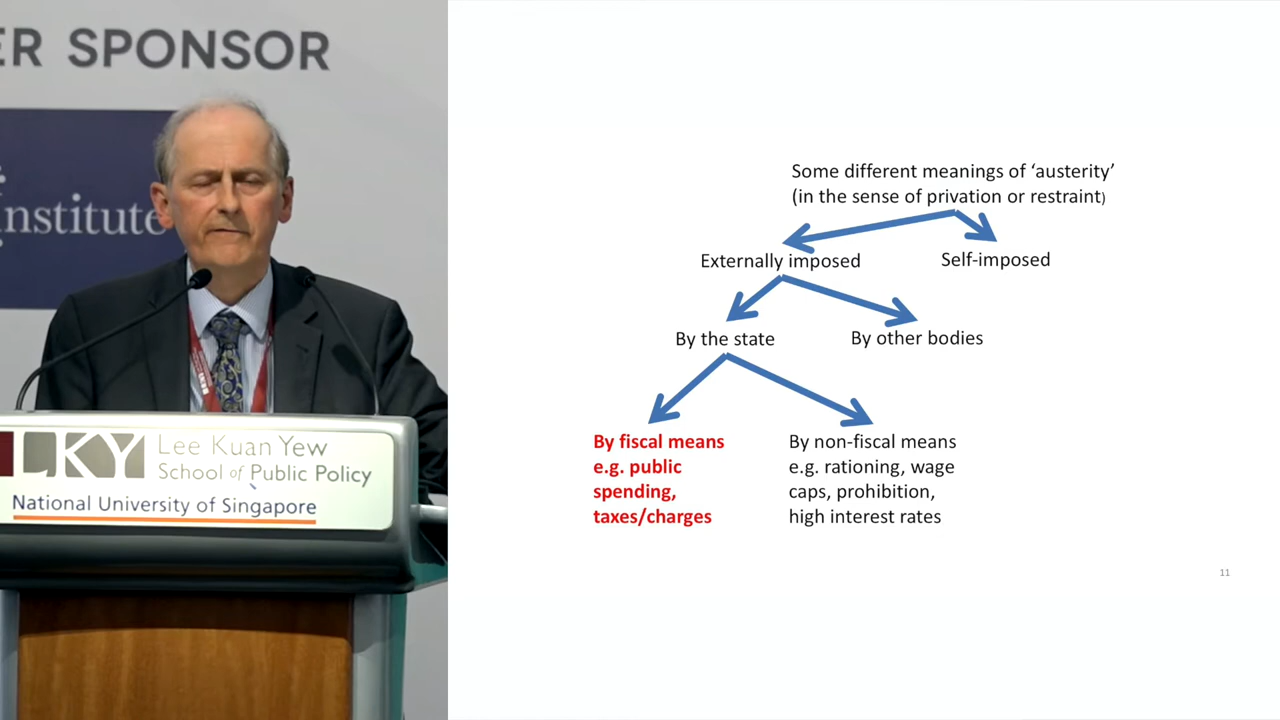 ER SPONSOR
Institute
LKY Lee Kuan Yew
School of Public Policy
National University of Singapore
Some different meanings of ‘austerity’
(in the sense of privation or restraint)
Externally imposed
Self-imposed
By the state
By other bodies
By fiscal means
e.g. public
spending,
taxes/charges
By non-fiscal means
e.g. rationing, wage
caps, prohibition,
high interest rates
11